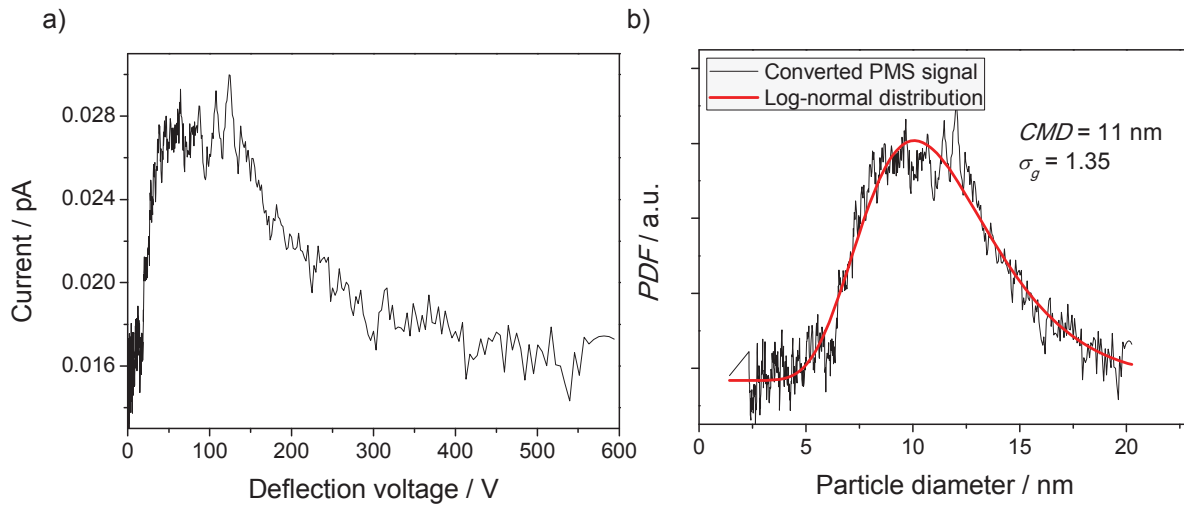 a)
0.028
0.024
0.020
0.016
Current / pA
0 100 200 300 400 500 600
Deflection voltage / V
b)
Converted PMS signal
Log-normal distribution
CMD = 11 nm
σg = 1.35
PDF / a.u.
0 5 10 15 20
Particle diameter / nm